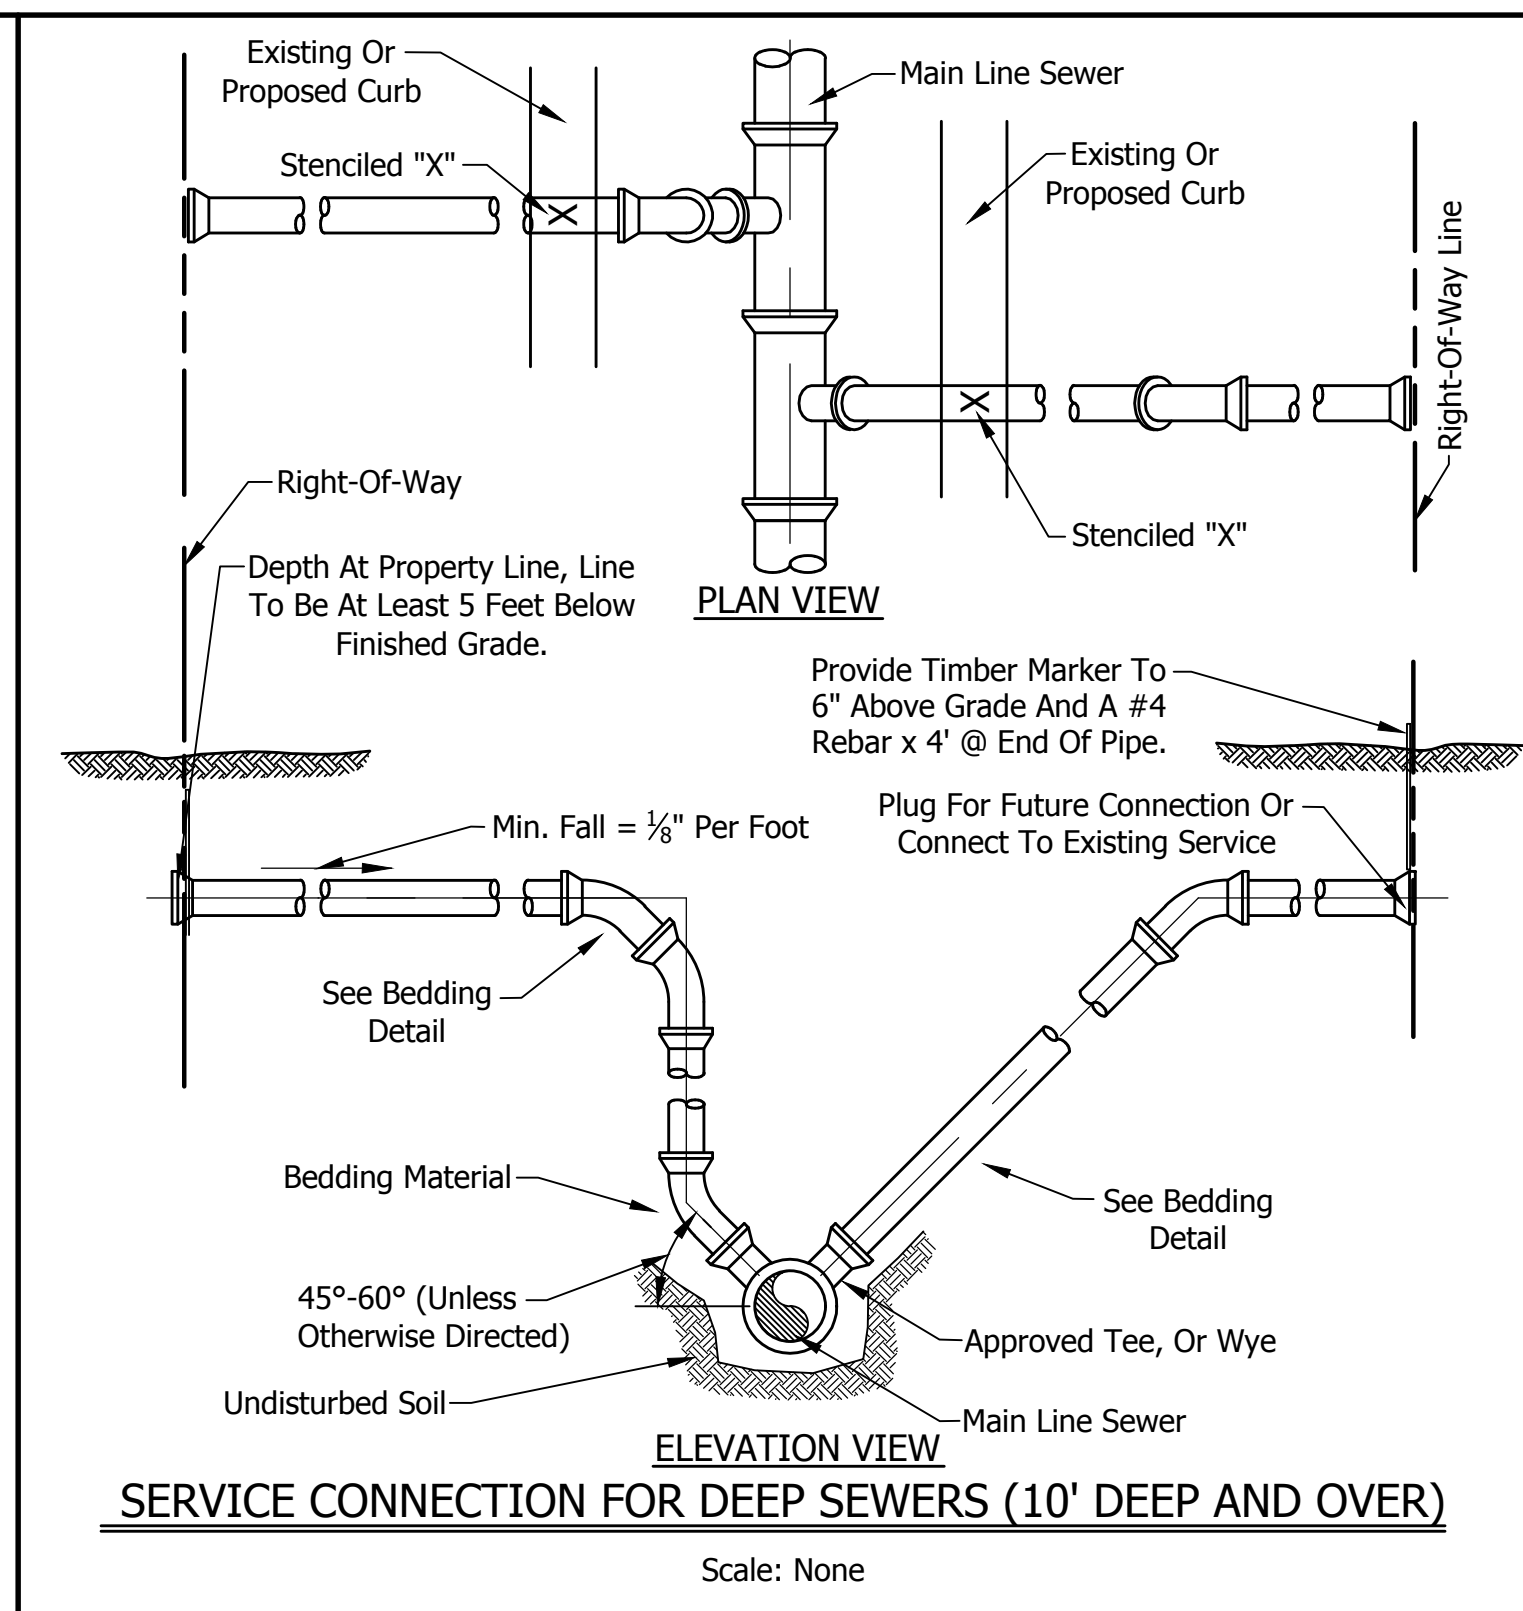 Existing Or
Proposed Curb
Main Line Sewer
Stenciled "X"
X
Existing Or
Proposed Curb
Right-Of-Way Line
X
Right-Of-Way
Stenciled "X"
Depth At Property Line, Line
To Be At Least 5 Feet Below
Finished Grade.
PLAN VIEW
Provide Timber Marker To
6" Above Grade And A #4
Rebar x 4' @ End Of Pipe.
Min. Fall = ⅛" Per Foot
Plug For Future Connection Or
Connect To Existing Service
See Bedding
Detail
Bedding Material
See Bedding
Detail
45°-60° (Unless
Otherwise Directed)
Approved Tee, Or Wye
Undisturbed Soil
Main Line Sewer
ELEVATION VIEW
SERVICE CONNECTION FOR DEEP SEWERS (10' DEEP AND OVER)
Scale: None